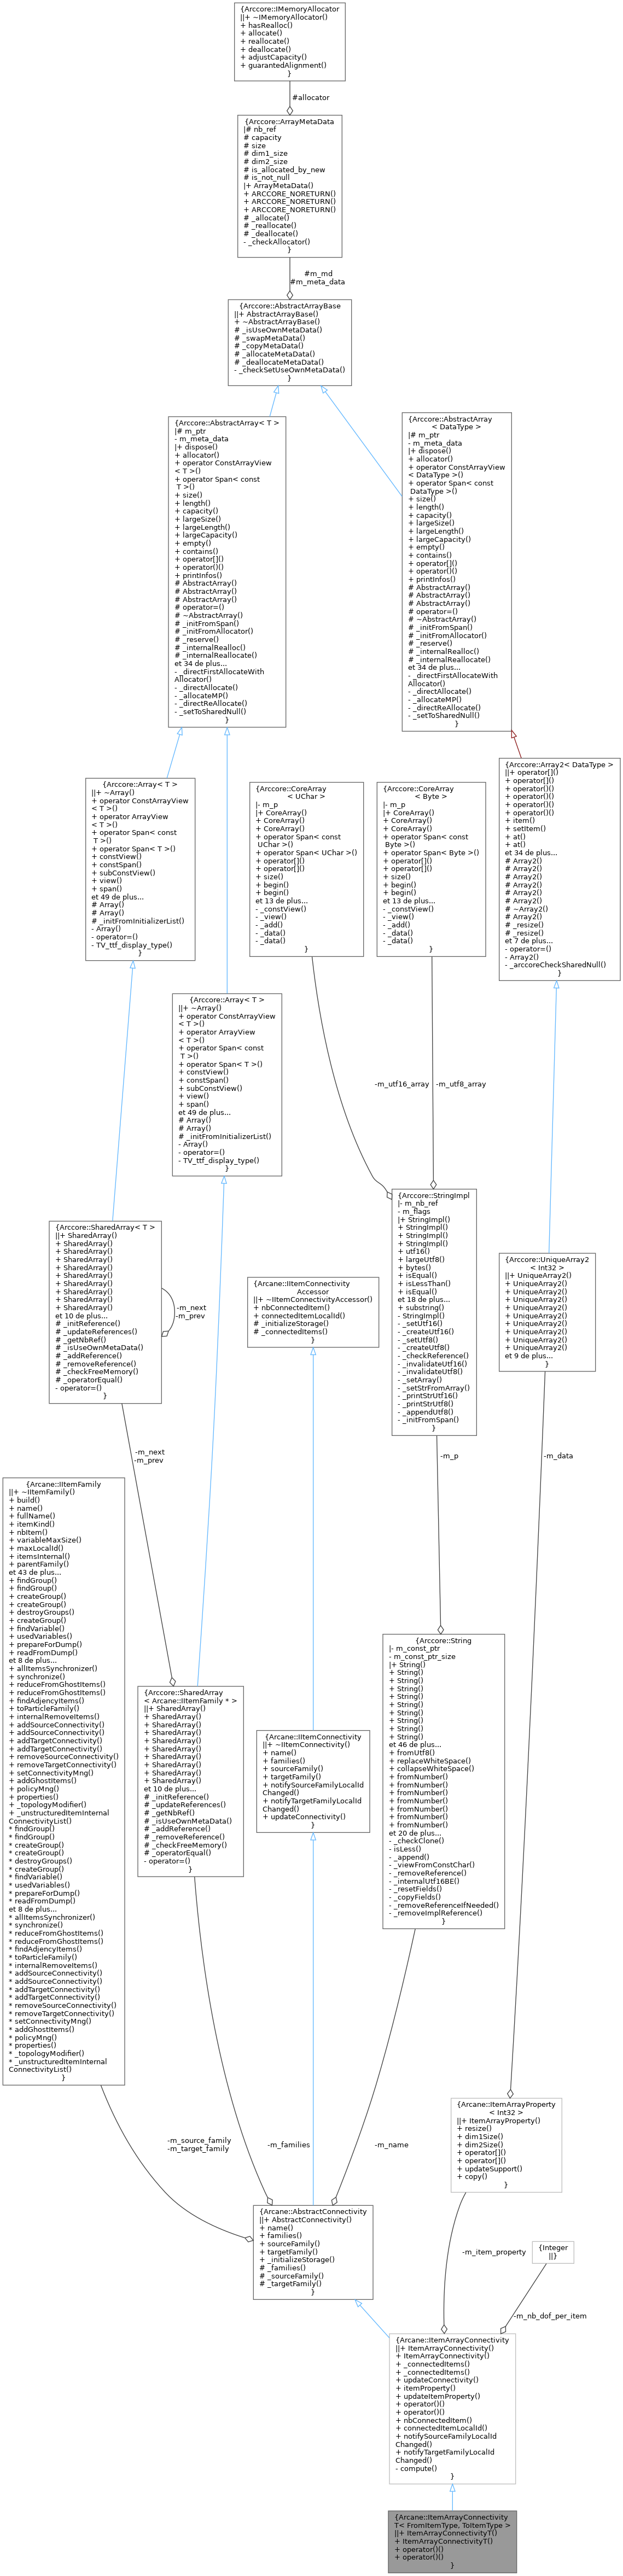 {Arccore::IMemoryAllocator
||+ ~IMemoryAllocator()
+ hasRealloc()
+ allocate()
+ reallocate()
+ deallocate()
+ adjustCapacity()
+ guarantedAlignment()
}
#allocator
{Arccore::ArrayMetaData
|# nb_ref
# capacity
# size
# dim1_size
# dim2_size
# is_allocated_by_new
# is_not_null
|+ ArrayMetaData()
+ ARCCORE_NORETURN()
+ ARCCORE_NORETURN()
+ ARCCORE_NORETURN()
# _allocate()
# _reallocate()
# _deallocate()
- _checkAllocator()
}
#m_md
#m_meta_data
{Arccore::AbstractArrayBase
||+ AbstractArrayBase()
+ ~AbstractArrayBase()
# _isUseOwnMetaData()
# _swapMetaData()
# _copyMetaData()
# _allocateMetaData()
# _deallocateMetaData()
- _checkSetUseOwnMetaData()
}
{Arccore::AbstractArray< T >
|# m_ptr
- m_meta_data
|+ dispose()
+ allocator()
+ operator ConstArrayView
< T >()
+ operator Span< const
T >()
+ size()
+ length()
+ capacity()
+ largeSize()
+ largeLength()
+ largeCapacity()
+ empty()
+ contains()
+ operator[]()
+ operator()()
+ printInfos()
# AbstractArray()
# AbstractArray()
# AbstractArray()
# operator=()
# ~AbstractArray()
# _initFromSpan()
# _initFromAllocator()
# _reserve()
# _internalRealloc()
# _internalReallocate()
et 34 de plus...
- _directFirstAllocateWith
Allocator()
- _directAllocate()
- _allocateMP()
- _directReAllocate()
- _setToSharedNull()
}
{Arccore::AbstractArray
< DataType >
|# m_ptr
- m_meta_data
|+ dispose()
+ allocator()
+ operator ConstArrayView
< DataType >()
+ operator Span< const
DataType >()
+ size()
+ length()
+ capacity()
+ largeSize()
+ largeLength()
+ largeCapacity()
+ empty()
+ contains()
+ operator[]()
+ operator()()
+ printInfos()
# AbstractArray()
# AbstractArray()
# AbstractArray()
# operator=()
# ~AbstractArray()
# _initFromSpan()
# _initFromAllocator()
# _reserve()
# _internalRealloc()
# _internalReallocate()
et 34 de plus...
- _directFirstAllocateWith
Allocator()
- _directAllocate()
- _allocateMP()
- _directReAllocate()
- _setToSharedNull()
}
{Arccore::Array2< DataType >
||+ operator[]()
+ operator[]()
+ operator()()
+ operator()()
+ operator()()
+ operator()()
+ item()
+ setItem()
+ at()
+ at()
et 34 de plus...
# Array2()
# Array2()
# Array2()
# Array2()
# Array2()
# Array2()
# ~Array2()
# Array2()
# _resize()
# _resize()
et 7 de plus...
- operator=()
- Array2()
- _arccoreCheckSharedNull()
}
{Arccore::Array< T >
||+ ~Array()
+ operator ConstArrayView
< T >()
+ operator ArrayView
< T >()
+ operator Span< const
T >()
+ operator Span< T >()
+ constView()
+ constSpan()
+ subConstView()
+ view()
+ span()
et 49 de plus...
# Array()
# Array()
# _initFromInitializerList()
- Array()
- operator=()
- TV_ttf_display_type()
}
{Arccore::CoreArray
< UChar >
|- m_p
|+ CoreArray()
+ CoreArray()
+ CoreArray()
+ operator Span< const
UChar >()
+ operator Span< UChar >()
+ operator[]()
+ operator[]()
+ size()
+ begin()
+ begin()
et 13 de plus...
- _constView()
- _view()
- _add()
- _data()
- _data()
}
{Arccore::CoreArray
< Byte >
|- m_p
|+ CoreArray()
+ CoreArray()
+ CoreArray()
+ operator Span< const
Byte >()
+ operator Span< Byte >()
+ operator[]()
+ operator[]()
+ size()
+ begin()
+ begin()
et 13 de plus...
- _constView()
- _view()
- _add()
- _data()
- _data()
}
{Arccore::Array< T >
||+ ~Array()
+ operator ConstArrayView
< T >()
+ operator ArrayView
< T >()
+ operator Span< const
T >()
+ operator Span< T >()
+ constView()
+ constSpan()
+ subConstView()
+ view()
+ span()
et 49 de plus...
# Array()
# Array()
# _initFromInitializerList()
- Array()
- operator=()
- TV_ttf_display_type()
}
-m_utf16_array
-m_utf8_array
{Arccore::StringImpl
|- m_nb_ref
- m_flags
|+ StringImpl()
+ StringImpl()
+ StringImpl()
+ StringImpl()
+ utf16()
+ largeUtf8()
+ bytes()
+ isEqual()
+ isLessThan()
+ isEqual()
et 18 de plus...
+ substring()
- StringImpl()
- _setUtf16()
- _createUtf16()
- _setUtf8()
- _createUtf8()
- _checkReference()
- _invalidateUtf16()
- _invalidateUtf8()
- _setArray()
- _setStrFromArray()
- _printStrUtf16()
- _printStrUtf8()
- _appendUtf8()
- _initFromSpan()
}
{Arccore::SharedArray< T >
||+ SharedArray()
+ SharedArray()
+ SharedArray()
+ SharedArray()
+ SharedArray()
+ SharedArray()
+ SharedArray()
+ SharedArray()
+ SharedArray()
+ SharedArray()
et 10 de plus...
# _initReference()
# _updateReferences()
# _getNbRef()
# _isUseOwnMetaData()
# _addReference()
# _removeReference()
# _checkFreeMemory()
# _operatorEqual()
- operator=()
}
-m_next
-m_prev
{Arcane::IItemConnectivity
Accessor
||+ ~IItemConnectivityAccessor()
+ nbConnectedItem()
+ connectedItemLocalId()
# _initializeStorage()
# _connectedItems()
}
{Arccore::UniqueArray2
< Int32 >
||+ UniqueArray2()
+ UniqueArray2()
+ UniqueArray2()
+ UniqueArray2()
+ UniqueArray2()
+ UniqueArray2()
+ UniqueArray2()
+ UniqueArray2()
+ UniqueArray2()
+ UniqueArray2()
et 9 de plus...
}
-m_next
-m_prev
-m_p
-m_data
{Arcane::IItemFamily
||+ ~IItemFamily()
+ build()
+ name()
+ fullName()
+ itemKind()
+ nbItem()
+ variableMaxSize()
+ maxLocalId()
+ itemsInternal()
+ parentFamily()
et 43 de plus...
+ findGroup()
+ findGroup()
+ createGroup()
+ createGroup()
+ destroyGroups()
+ createGroup()
+ findVariable()
+ usedVariables()
+ prepareForDump()
+ readFromDump()
et 8 de plus...
+ allItemsSynchronizer()
+ synchronize()
+ reduceFromGhostItems()
+ reduceFromGhostItems()
+ findAdjencyItems()
+ toParticleFamily()
+ internalRemoveItems()
+ addSourceConnectivity()
+ addSourceConnectivity()
+ addTargetConnectivity()
+ addTargetConnectivity()
+ removeSourceConnectivity()
+ removeTargetConnectivity()
+ setConnectivityMng()
+ addGhostItems()
+ policyMng()
+ properties()
+ _topologyModifier()
+ _unstructuredItemInternal
ConnectivityList()
* findGroup()
* findGroup()
* createGroup()
* createGroup()
* destroyGroups()
* createGroup()
* findVariable()
* usedVariables()
* prepareForDump()
* readFromDump()
et 8 de plus...
* allItemsSynchronizer()
* synchronize()
* reduceFromGhostItems()
* reduceFromGhostItems()
* findAdjencyItems()
* toParticleFamily()
* internalRemoveItems()
* addSourceConnectivity()
* addSourceConnectivity()
* addTargetConnectivity()
* addTargetConnectivity()
* removeSourceConnectivity()
* removeTargetConnectivity()
* setConnectivityMng()
* addGhostItems()
* policyMng()
* properties()
* _topologyModifier()
* _unstructuredItemInternal
ConnectivityList()
}
{Arccore::SharedArray
< Arcane::IItemFamily * >
||+ SharedArray()
+ SharedArray()
+ SharedArray()
+ SharedArray()
+ SharedArray()
+ SharedArray()
+ SharedArray()
+ SharedArray()
+ SharedArray()
+ SharedArray()
et 10 de plus...
# _initReference()
# _updateReferences()
# _getNbRef()
# _isUseOwnMetaData()
# _addReference()
# _removeReference()
# _checkFreeMemory()
# _operatorEqual()
- operator=()
}
{Arcane::IItemConnectivity
||+ ~IItemConnectivity()
+ name()
+ families()
+ sourceFamily()
+ targetFamily()
+ notifySourceFamilyLocalId
Changed()
+ notifyTargetFamilyLocalId
Changed()
+ updateConnectivity()
}
{Arccore::String
|- m_const_ptr
- m_const_ptr_size
|+ String()
+ String()
+ String()
+ String()
+ String()
+ String()
+ String()
+ String()
+ String()
+ String()
et 46 de plus...
+ fromUtf8()
+ replaceWhiteSpace()
+ collapseWhiteSpace()
+ fromNumber()
+ fromNumber()
+ fromNumber()
+ fromNumber()
+ fromNumber()
+ fromNumber()
+ fromNumber()
et 20 de plus...
- _checkClone()
- isLess()
- _append()
- _viewFromConstChar()
- _removeReference()
- _internalUtf16BE()
- _resetFields()
- _copyFields()
- _removeReferenceIfNeeded()
- _removeImplReference()
}
{Arcane::ItemArrayProperty
< Int32 >
||+ ItemArrayProperty()
+ resize()
+ dim1Size()
+ dim2Size()
+ operator[]()
+ operator[]()
+ updateSupport()
+ copy()
}
-m_source_family
-m_target_family
-m_families
-m_name
{Arcane::AbstractConnectivity
||+ AbstractConnectivity()
+ name()
+ families()
+ sourceFamily()
+ targetFamily()
+ _initializeStorage()
# _families()
# _sourceFamily()
# _targetFamily()
}
-m_item_property
{Integer
||}
-m_nb_dof_per_item
{Arcane::ItemArrayConnectivity
||+ ItemArrayConnectivity()
+ ItemArrayConnectivity()
+ _connectedItems()
+ _connectedItems()
+ updateConnectivity()
+ itemProperty()
+ updateItemProperty()
+ operator()()
+ operator()()
+ nbConnectedItem()
+ connectedItemLocalId()
+ notifySourceFamilyLocalId
Changed()
+ notifyTargetFamilyLocalId
Changed()
- compute()
}
{Arcane::ItemArrayConnectivity
T< FromItemType, ToItemType >
||+ ItemArrayConnectivityT()
+ ItemArrayConnectivityT()
+ operator()()
+ operator()()
}